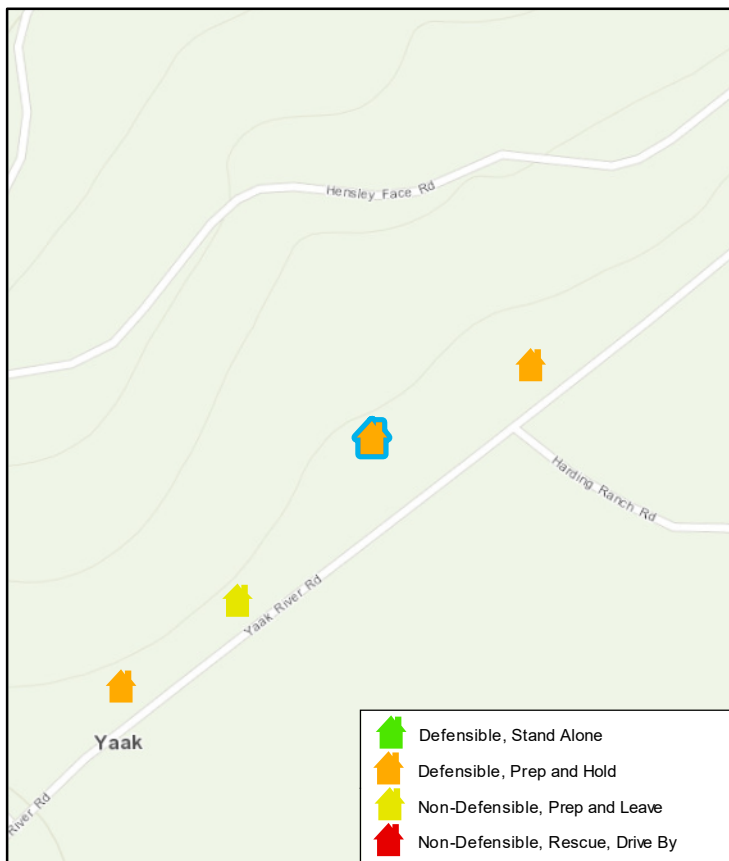 Hensley Face Rd
Harding Ranch Rd
Yaak River Rd
Yaak
River Rd
Defensible, Stand Alone
Defensible, Prep and Hold
Non-Defensible, Prep and Leave
Non-Defensible, Rescue, Drive By